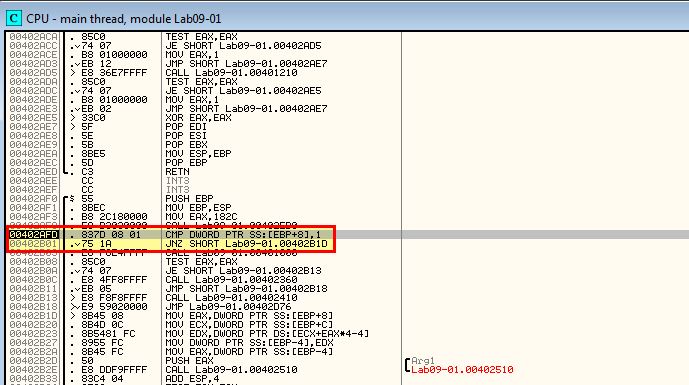 C CPU - main thread, module Lab09-01
00402ACA . 85C0 TEST EAX,EAX
00402ACC .v74 07 JE SHORT Lab09-01.00402AD5
00402ACE . B8 01000000 MOV EAX,1
00402AD3 .vEB 12 JMP SHORT Lab09-01.00402AE7
00402AD5 > E8 36E7FFFF CALL Lab09-01.00401210
00402ADA . 85C0 TEST EAX,EAX
00402ADC .v74 07 JE SHORT Lab09-01.00402AE5
00402ADE . B8 01000000 MOV EAX,1
00402AE3 .vEB 02 JMP SHORT Lab09-01.00402AE7
00402AE5 > 33C0 XOR EAX,EAX
00402AE7 > 5F POP EDI
00402AE8 . 5E POP ESI
00402AE9 . 5B POP EBX
00402AEA . 8BE5 MOV ESP,EBP
00402AEC . 5D POP EBP
00402AED . C3 RETN
00402AEE CC INT3
00402AEF CC INT3
00402AF0 $ 55 PUSH EBP
00402AF1 . 8BEC MOV EBP,ESP
00402AF3 . B8 2C180000 MOV EAX,182C
00402AFD . 837D 08 01 CMP DWORD PTR SS:[EBP+8],1
00402B01 .v75 1A JNZ SHORT Lab09-01.00402B1D
00402B08 . 85C0 TEST EAX,EAX
00402B0A .v74 07 JE SHORT Lab09-01.00402B13
00402B0C . E8 4FF8FFFF CALL Lab09-01.00402360
00402B11 .vEB 05 JMP SHORT Lab09-01.00402B18
00402B13 > E8 F8F8FFFF CALL Lab09-01.00402410
00402B18 >vE9 59020000 JMP Lab09-01.00402D76
00402B1D > 8B45 08 MOV EAX,DWORD PTR SS:[EBP+8]
00402B20 . 8B4D 0C MOV ECX,DWORD PTR SS:[EBP+C]
00402B23 . 8B5481 FC MOV EDX,DWORD PTR DS:[ECX+EAX*4-4]
00402B27 . 8955 FC MOV DWORD PTR SS:[EBP-4],EDX
00402B2A . 8B45 FC MOV EAX,DWORD PTR SS:[EBP-4]
00402B2D . 50 PUSH EAX Arg1
00402B2E . E8 DDF9FFFF CALL Lab09-01.00402510 Lab09-01.00402510
00402B33 . 83C4 04 ADD ESP,4